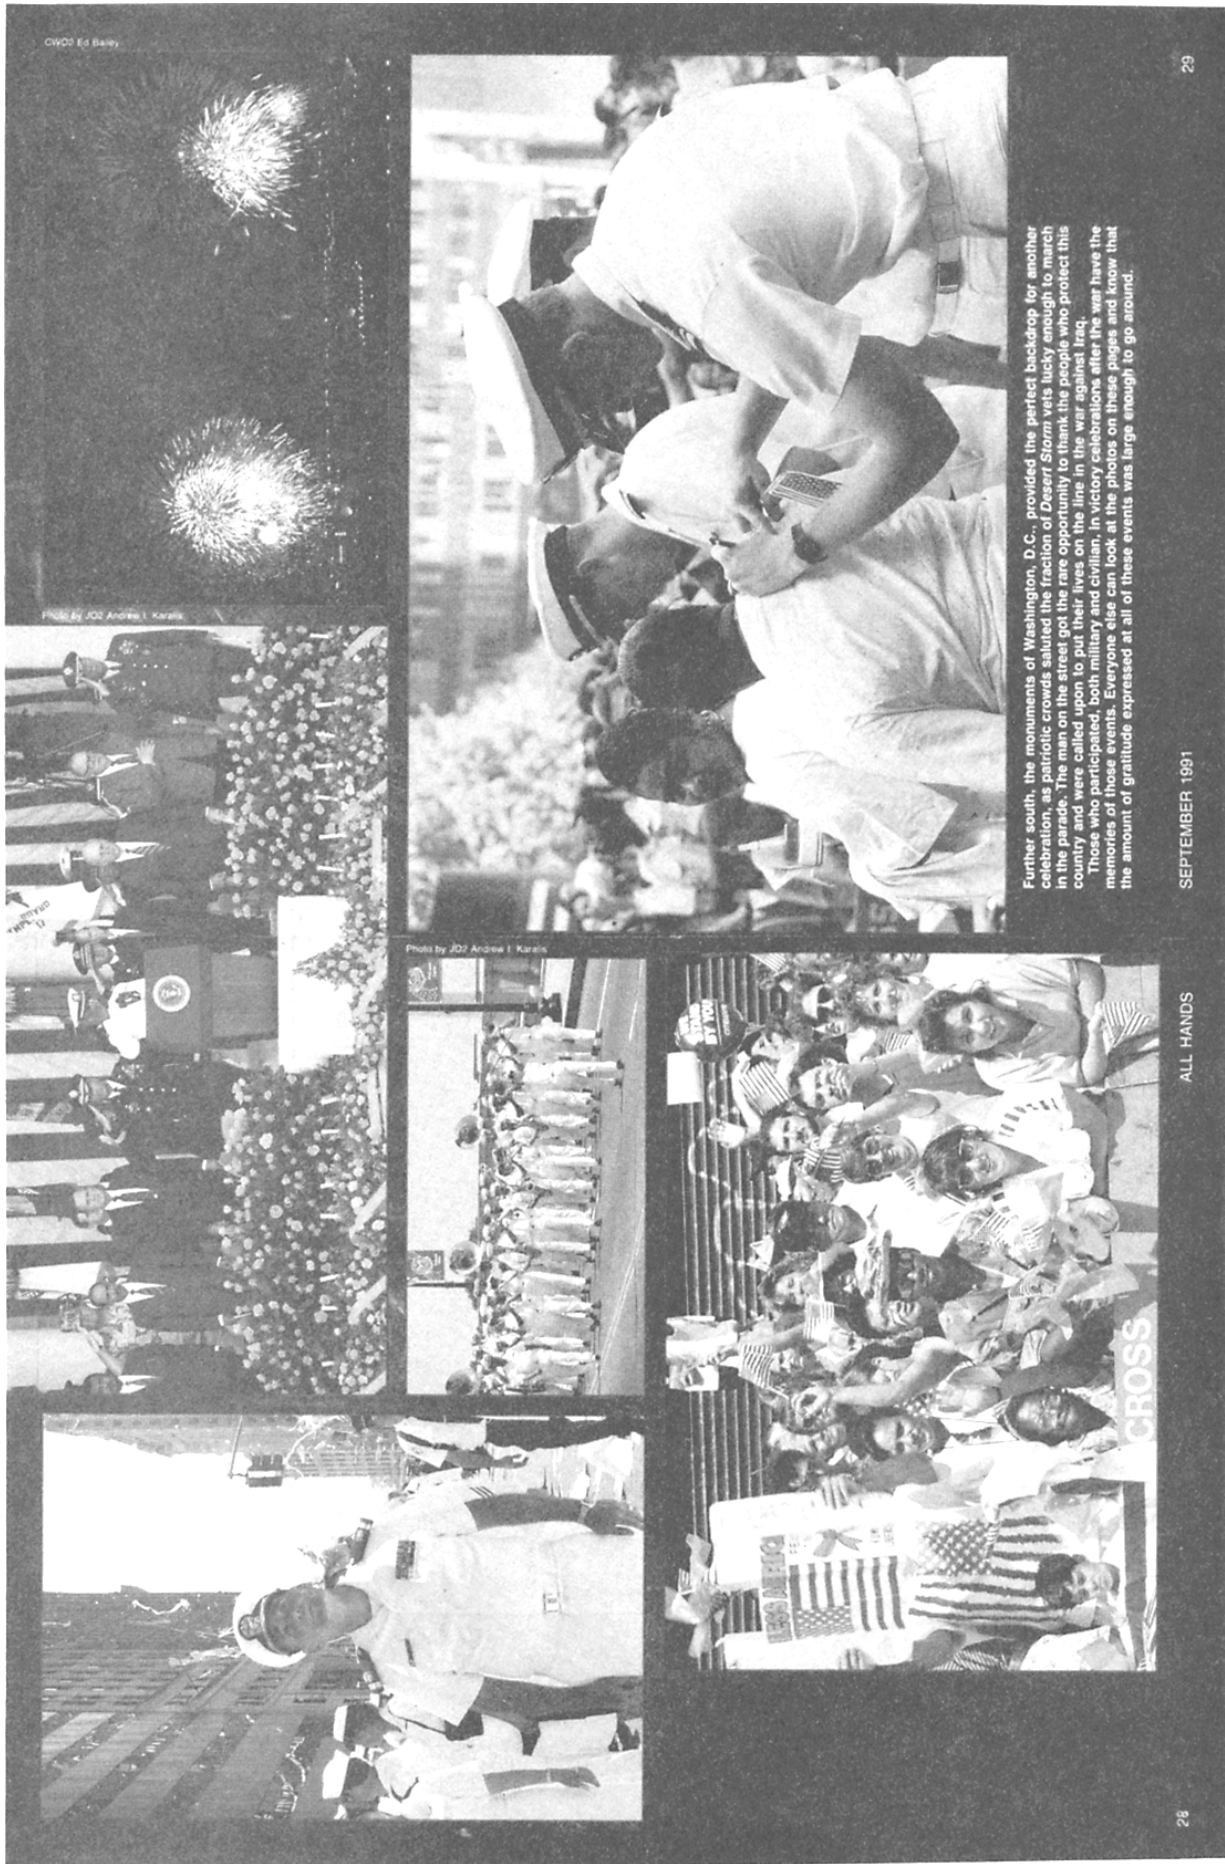 CWO2 Ed Bailey
Photo by JO2 Andrew I. Karalis
Photo by JO2 Andrew I. Karalis
WE
STAND
BY YOU
CROSS
Further south, the monuments of Washington, D.C., provided the perfect backdrop for another
celebration, as patriotic crowds saluted the fraction of Desert Storm vets lucky enough to march
in the parade. The man on the street got the rare opportunity to thank the people who protect this
country and were called upon to put their lives on the line in the war against Iraq.
Those who participated, both military and civilian, in victory celebrations after the war have the
memories of those events. Everyone else can look at the photos on these pages and know that
the amount of gratitude expressed at all of these events was large enough to go around.
28
ALL HANDS
SEPTEMBER 1991
29